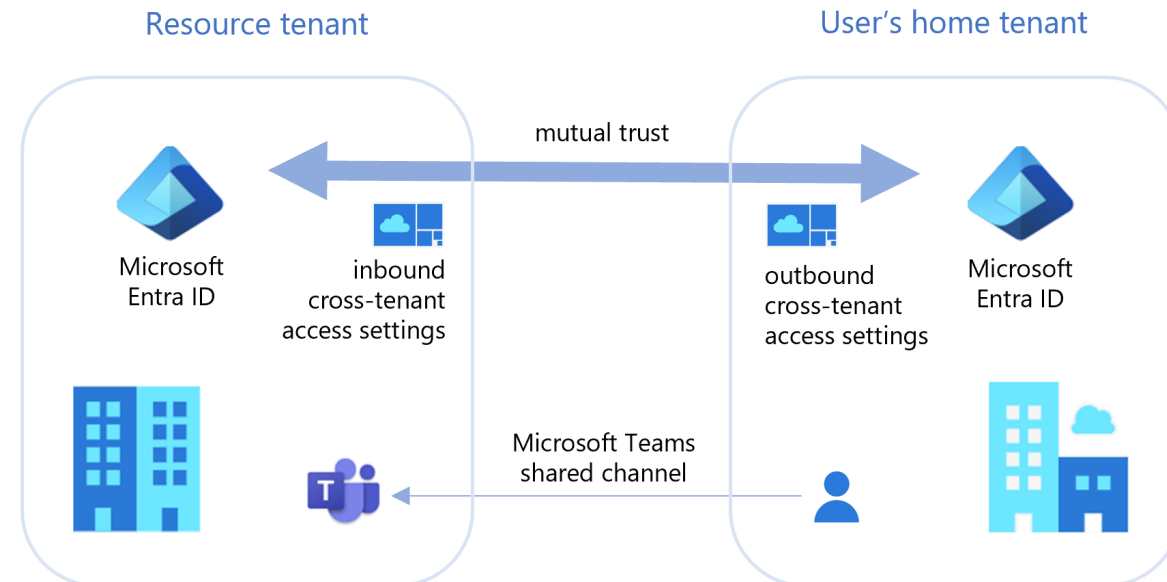 Resource tenant
User's home tenant
mutual trust
Microsoft
Entra ID
inbound
cross-tenant
access settings
outbound
cross-tenant
access settings
Microsoft
Entra ID
Microsoft Teams
shared channel
T